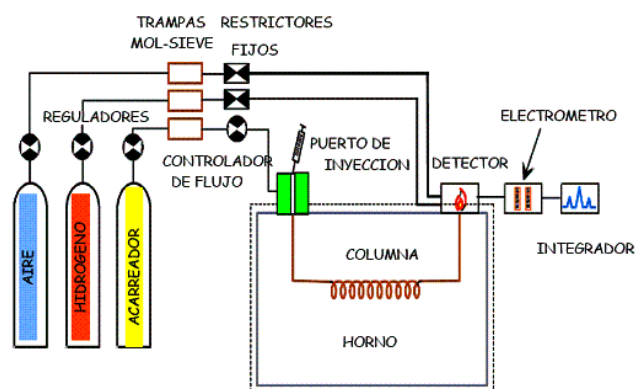 TRAMPAS
MOL-SIEVE
RESTRICTORES
FIJOS
REGULADORES
CONTROLADOR
DE FLUJO
PUERTO DE
INYECCION
DETECTOR
ELECTROMETRO
INTEGRADOR
AIRE
HIDROGENO
ACARREADOR
COLUMNA
HORNO